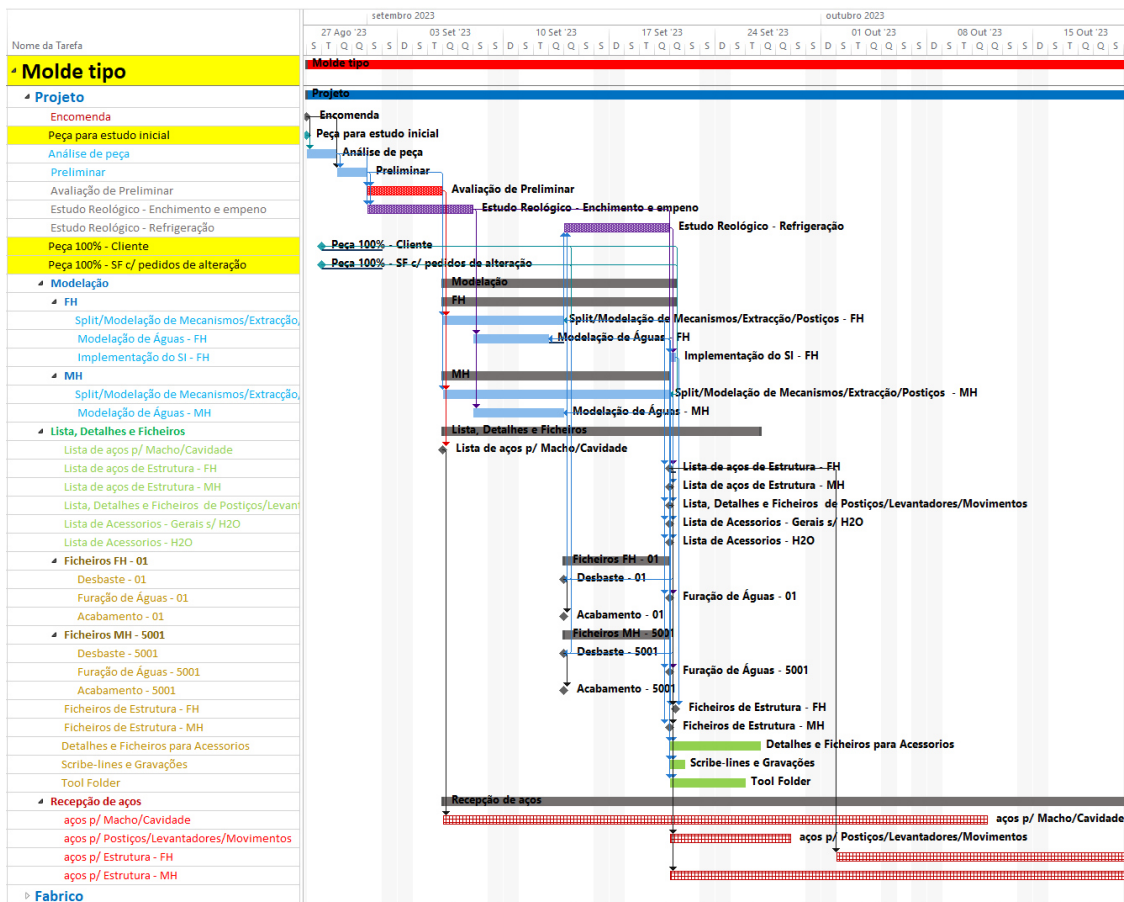 setembro 2023 outubro 2023
27 Ago '23 03 Set '23 10 Set '23 17 Set '23 24 Set '23 01 Out '23 08 Out '23 15 Out '23
Nome da Tarefa S T Q Q S S D S T Q Q S S D S T Q Q S S D S T Q Q S S D S T Q Q S S D S T Q Q S S D S T Q Q S S D S T Q Q S
Molde tipo Molde tipo
Projeto Projeto
Encomenda Encomenda
Peça para estudo inicial Peça para estudo inicial
Análise de peça Análise de peça
Preliminar Preliminar
Avaliação de Preliminar Avaliação de Preliminar
Estudo Reológico - Enchimento e empeno Estudo Reológico - Enchimento e empeno
Estudo Reológico - Refrigeração Estudo Reológico - Refrigeração
Peça 100% - Cliente Peça 100% - Cliente
Peça 100% - SF c/ pedidos de alteração Peça 100% - SF c/ pedidos de alteração
Modelação Modelação
FH FH
Split/Modelação de Mecanismos/Extracção, Split/Modelação de Mecanismos/Extracção/Postiços - FH
Modelação de Águas - FH Modelação de Águas - FH
Implementação do SI - FH Implementação do SI - FH
MH MH
Split/Modelação de Mecanismos/Extracção, Split/Modelação de Mecanismos/Extracção/Postiços - MH
Modelação de Águas - MH Modelação de Águas - MH
Lista, Detalhes e Ficheiros Lista, Detalhes e Ficheiros
Lista de aços p/ Macho/Cavidade Lista de aços p/ Macho/Cavidade
Lista de aços de Estrutura - FH Lista de aços de Estrutura - FH
Lista de aços de Estrutura - MH Lista de aços de Estrutura - MH
Lista, Detalhes e Ficheiros de Postiços/Levant Lista, Detalhes e Ficheiros de Postiços/Levantadores/Movimentos
Lista de Acessorios - Gerais s/ H2O Lista de Acessorios - Gerais s/ H2O
Lista de Acessorios - H2O Lista de Acessorios - H2O
Ficheiros FH - 01 Ficheiros FH - 01
Desbaste - 01 Desbaste - 01
Furação de Águas - 01 Furação de Águas - 01
Acabamento - 01 Acabamento - 01
Ficheiros MH - 5001 Ficheiros MH - 5001
Desbaste - 5001 Desbaste - 5001
Furação de Águas - 5001 Furação de Águas - 5001
Acabamento - 5001 Acabamento - 5001
Ficheiros de Estrutura - FH Ficheiros de Estrutura - FH
Ficheiros de Estrutura - MH Ficheiros de Estrutura - MH
Detalhes e Ficheiros para Acessorios Detalhes e Ficheiros para Acessorios
Scribe-lines e Gravações Scribe-lines e Gravações
Tool Folder Tool Folder
Recepção de aços Recepção de aços
aços p/ Macho/Cavidade aços p/ Macho/Cavidade
aços p/ Postiços/Levantadores/Movimentos aços p/ Postiços/Levantadores/Movimentos
aços p/ Estrutura - FH
aços p/ Estrutura - MH
Fabrico